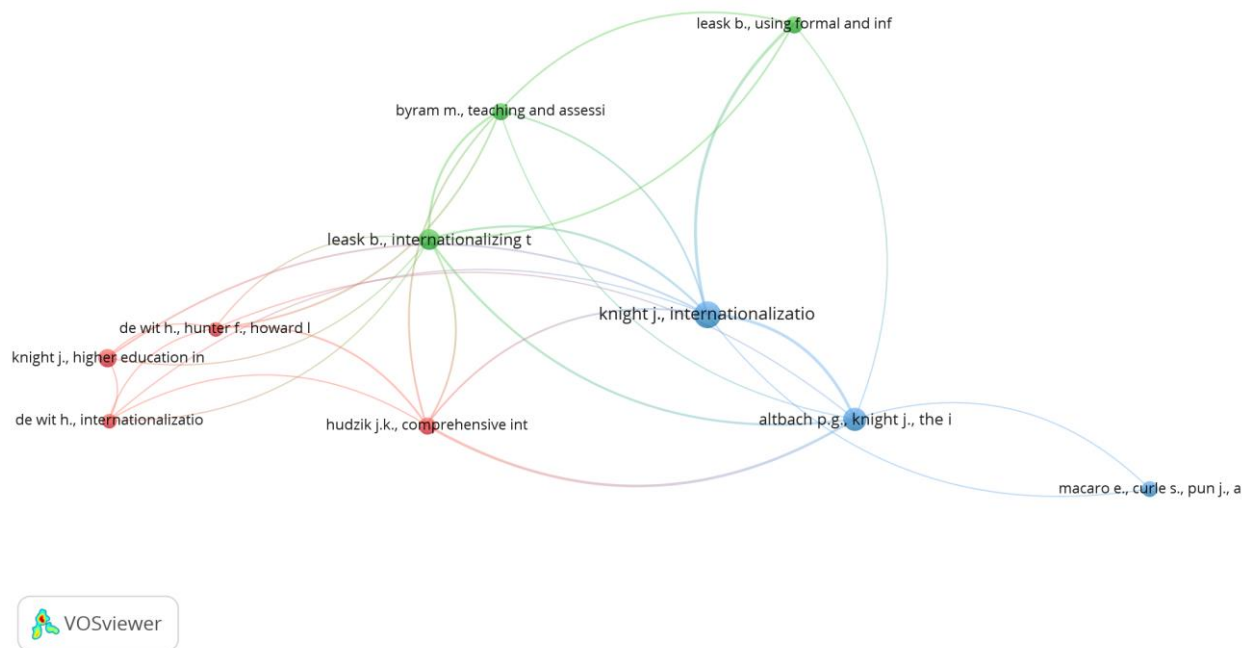 leask b., using formal and inf
byram m., teaching and assessi
leask b., internationalizing t
knight j., internationalizatio
de wit h., hunter f., howard l
knight j., higher education in
de wit h., internationalizatio
hudzik j.k., comprehensive int
altbach p.g., knight j., the i
macaro e., curle s., pun j., a
VOSviewer